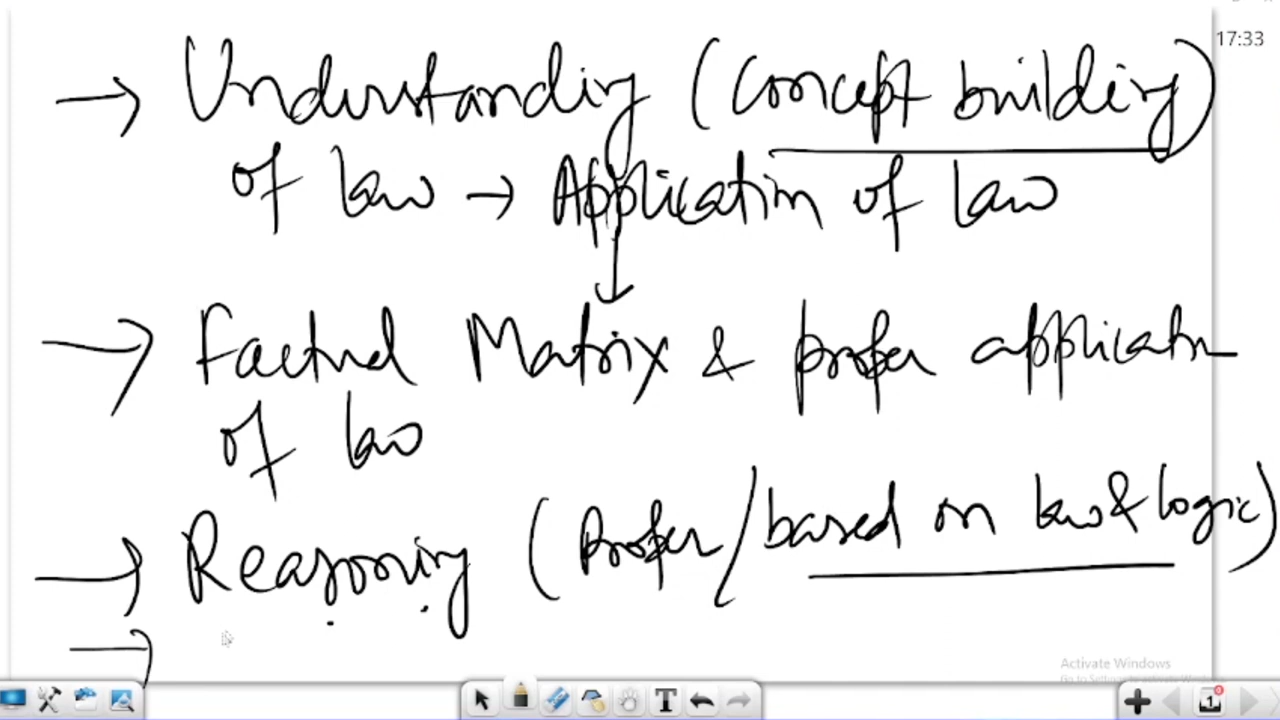 17:33
→ Understanding (Concept building)
of law → Application of law
→ Factual Matrix & proper application
of law
→ Reasoning (Proper/based on law & logic)
→
Activate Windows
1